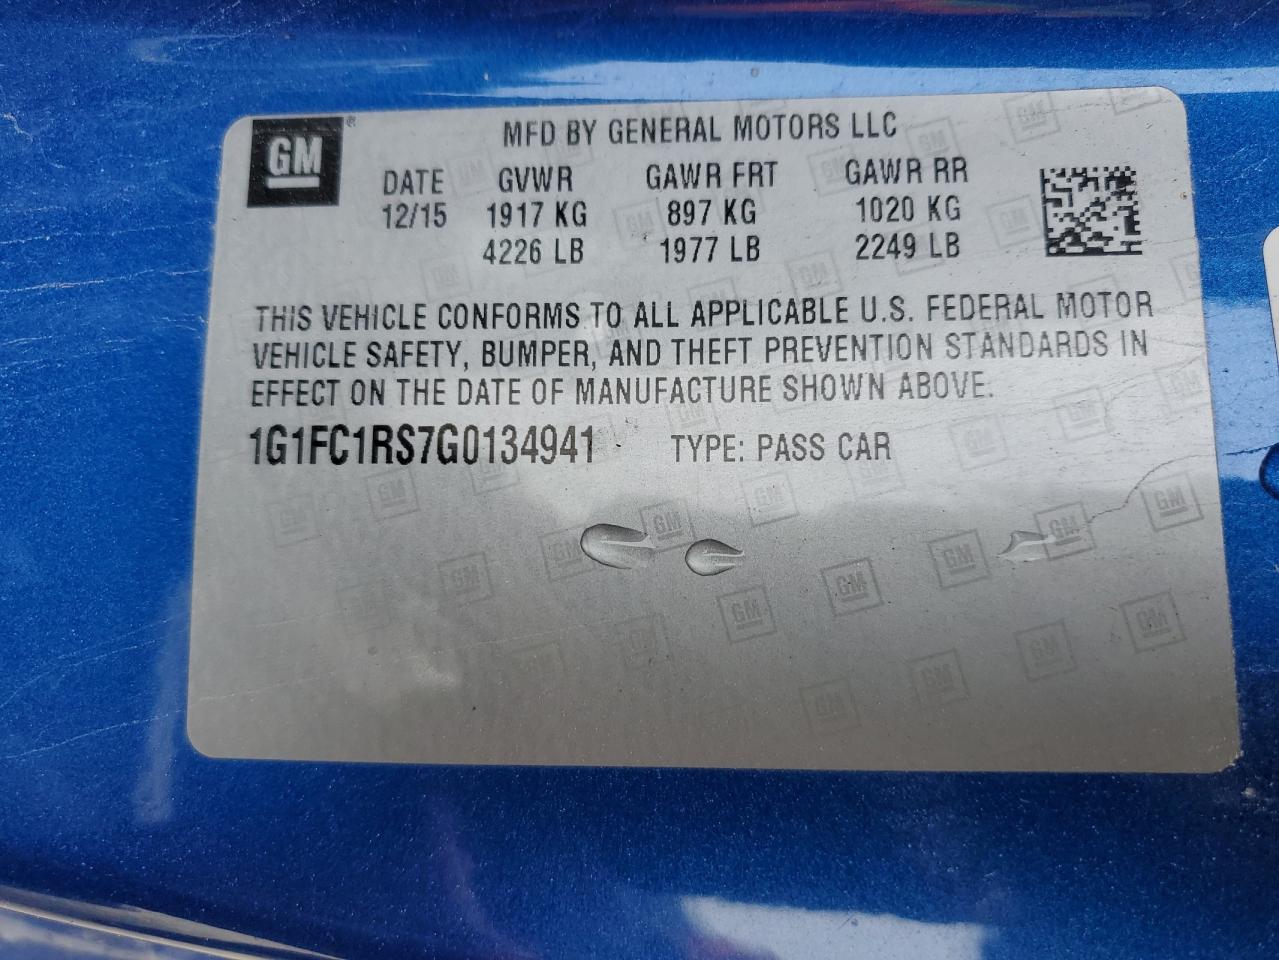 GM
MFD BY GENERAL MOTORS LLC
DATE GVWR GAWR FRT GAWR RR
12/15 1917 KG 897 KG 1020 KG
4226 LB 1977 LB 2249 LB
THIS VEHICLE CONFORMS TO ALL APPLICABLE U.S. FEDERAL MOTOR
VEHICLE SAFETY, BUMPER, AND THEFT PREVENTION STANDARDS IN
EFFECT ON THE DATE OF MANUFACTURE SHOWN ABOVE.
1G1FC1RS7G0134941 TYPE: PASS CAR